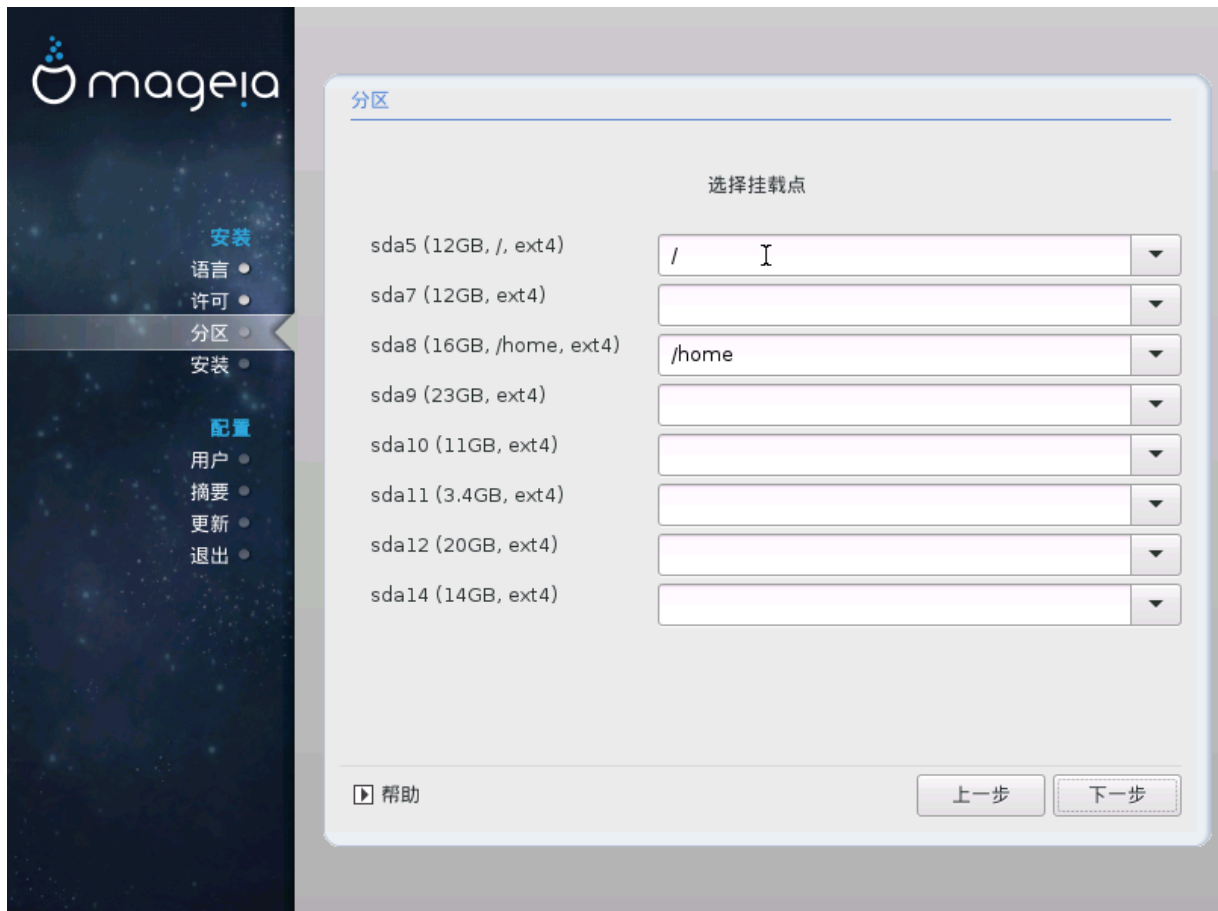 mageia
安装
语言
许可
分区
安装
配置
用户
摘要
更新
退出
分区
选择挂载点
sda5 (12GB, /, ext4)
/
sda7 (12GB, ext4)
sda8 (16GB, /home, ext4)
/home
sda9 (23GB, ext4)
sda10 (11GB, ext4)
sda11 (3.4GB, ext4)
sda12 (20GB, ext4)
sda14 (14GB, ext4)
帮助
上一步
下一步